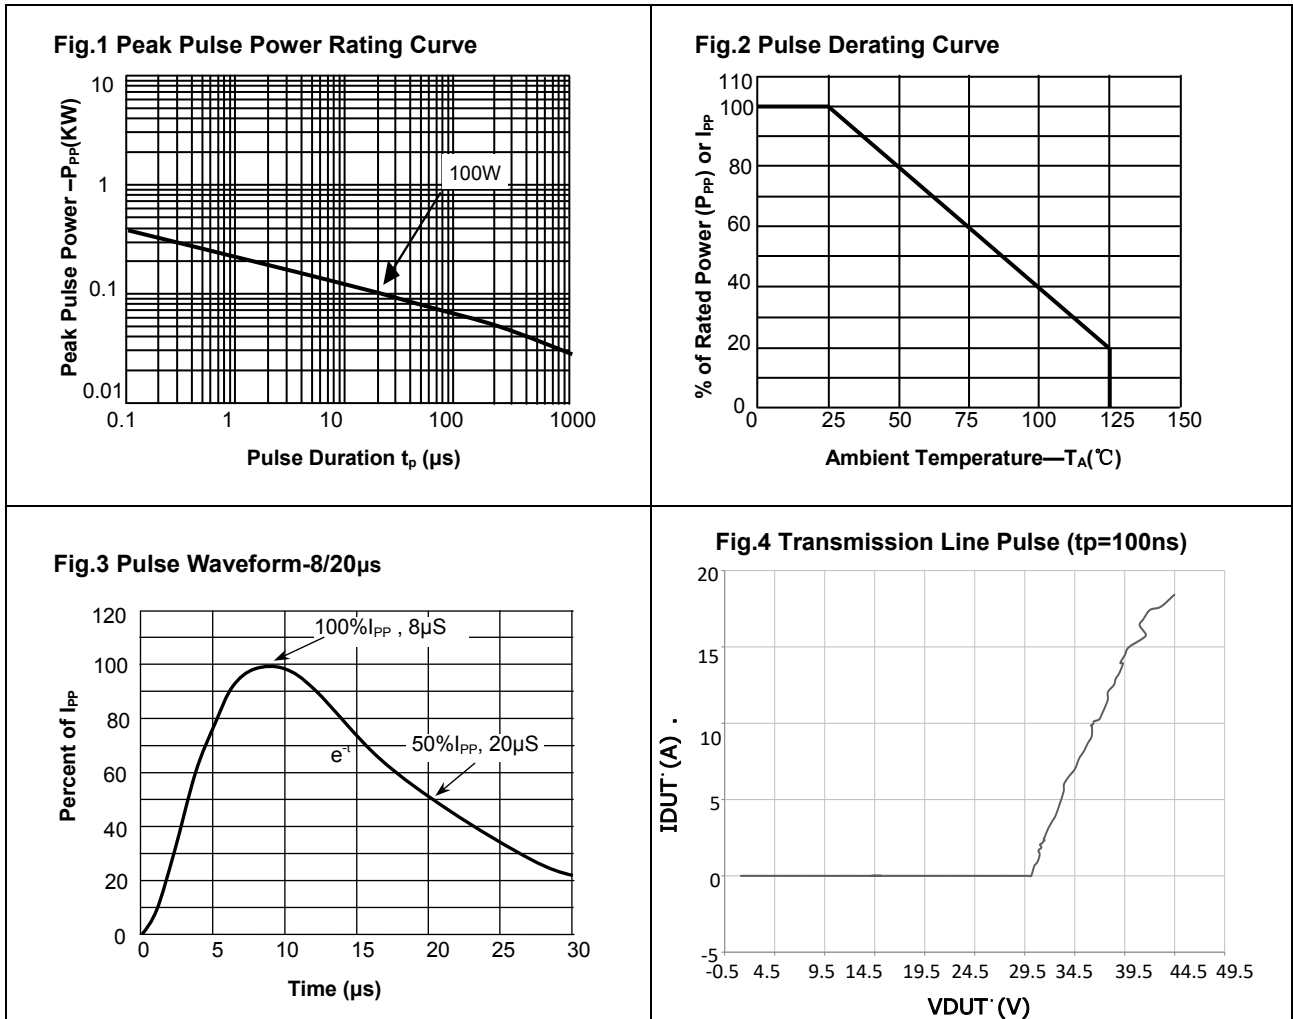 Fig.1 Peak Pulse Power Rating Curve
Peak Pulse Power –PPP(KW)
10
1
0.1
0.01
100W
0.1 1 10 100 1000
Pulse Duration tp (μs)
Fig.2 Pulse Derating Curve
% of Rated Power (PPP) or IPP
110
100
80
60
40
20
0
25 50 75 100 125 150
Ambient Temperature—TA(℃)
Fig.3 Pulse Waveform-8/20μs
Percent of IPP
120
100
80
60
40
20
0
100%IPP , 8μS
e-t
50%IPP, 20μS
0 5 10 15 20 25 30
Time (μs)
Fig.4 Transmission Line Pulse (tp=100ns)
IDUT˙(A) .
20
15
10
5
0
-5
-0.5 4.5 9.5 14.5 19.5 24.5 29.5 34.5 39.5 44.5 49.5
VDUT˙(V)